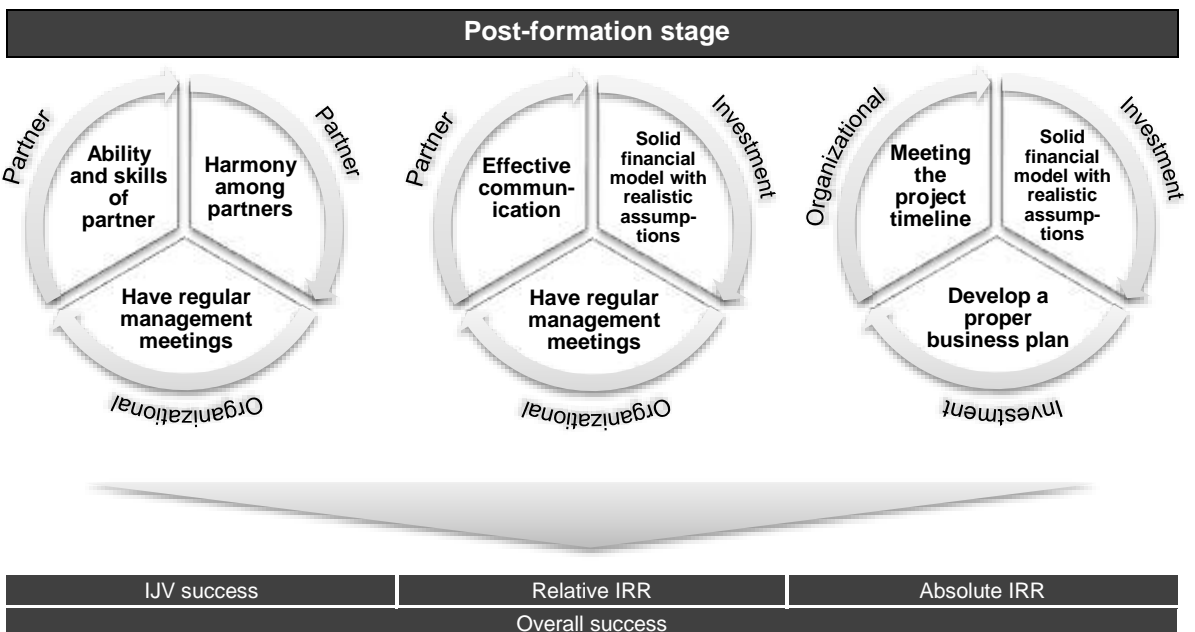 Post-formation stage
Partner
Ability
and skills
of
partner
Harmony
among
partners
Partner
Have regular
management
meetings
Organizational
Partner
Effective
commun-
ication
Solid
financial
model with
realistic
assump-
tions
Investment
Have regular
management
meetings
Organizational
Organizational
Meeting
the
project
timeline
Solid
financial
model with
realistic
assump-
tions
Investment
Develop a
proper
business plan
Investment
IJV success
Relative IRR
Absolute IRR
Overall success